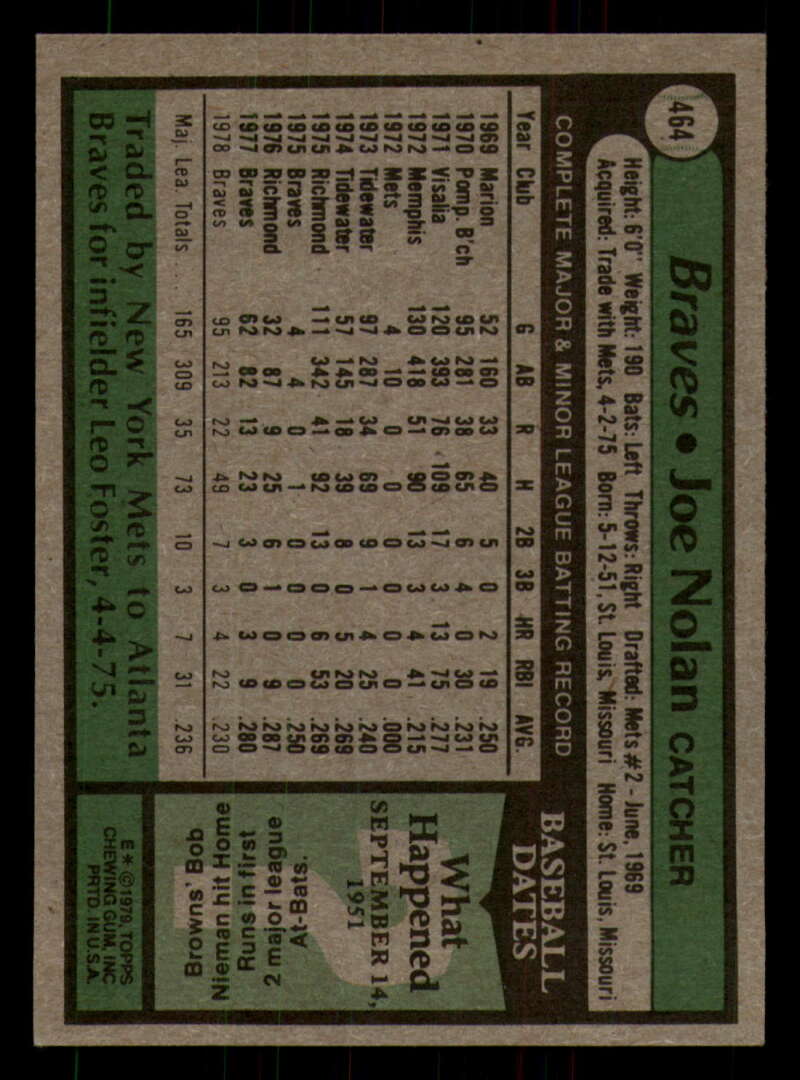 464
Braves • Joe Nolan CATCHER
Height: 6'0" Weight: 190 Bats: Left Throws: Right Drafted: Mets #2 - June, 1969
Acquired: Trade with Mets, 4-2-75 Born: 5-12-51, St. Louis, Missouri Home: St. Louis, Missouri
COMPLETE MAJOR & MINOR LEAGUE BATTING RECORD
Year Club G AB R H 2B 3B HR RBI AVG.
1969 Marion 52 160 33 40 5 0 2 19 .250
1970 Pomp. B'ch 95 281 38 65 6 4 0 30 .231
1971 Visalia 120 393 76 109 17 3 13 75 .277
1972 Memphis 130 418 51 90 13 3 4 41 .215
1972 Mets 4 10 0 0 0 0 0 0 .000
1973 Tidewater 97 287 34 69 9 1 4 25 .240
1974 Tidewater 57 145 18 39 8 0 5 20 .269
1975 Richmond 111 342 41 92 13 0 6 53 .269
1975 Braves 4 4 0 1 0 0 0 0 .250
1976 Richmond 32 87 9 25 6 1 0 9 .287
1977 Braves 62 82 13 23 3 0 3 9 .280
1978 Braves 95 213 22 49 7 3 4 22 .230
Maj. Lea. Totals . . . 165 309 35 73 10 3 7 31 .236
Traded by New York Mets to Atlanta
Braves for infielder Leo Foster, 4-4-75.
BASEBALL
DATES
What
Happened
SEPTEMBER 14,
1951
Browns' Bob
Nieman hit Home
Runs in first
2 major league
At-Bats.
E * © 1979, TOPPS
CHEWING GUM, INC
PRTD. IN U.S.A.